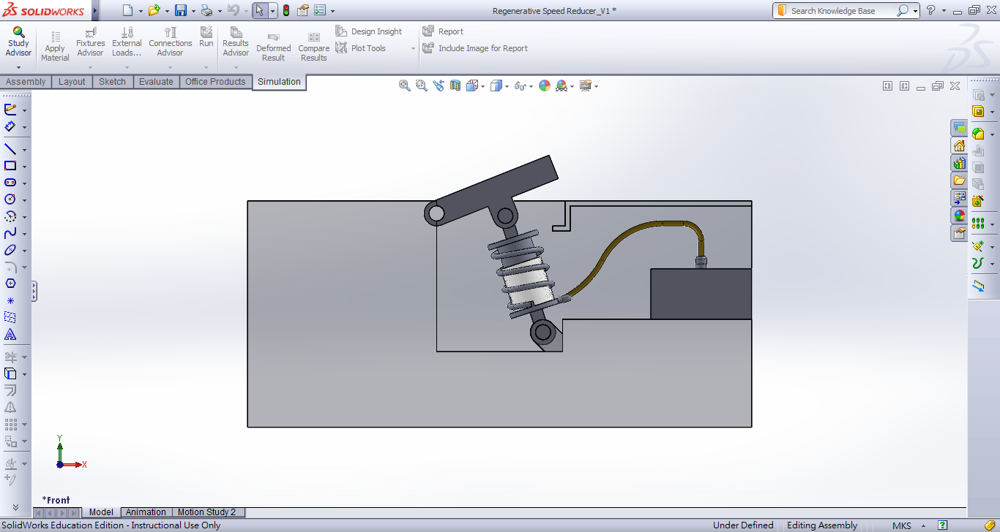 SOLIDWORKS
Regenerative Speed Reducer_V1 *
Search Knowledge Base
Study Advisor
Apply Material
Fixtures Advisor
External Loads...
Connections Advisor
Run
Results Advisor
Deformed Result
Compare Results
Design Insight
Plot Tools
Report
Include Image for Report
Assembly
Layout
Sketch
Evaluate
Office Products
Simulation
Y
X
*Front
Model
Animation
Motion Study 2
SolidWorks Education Edition - Instructional Use Only
Under Defined
Editing Assembly
MKS